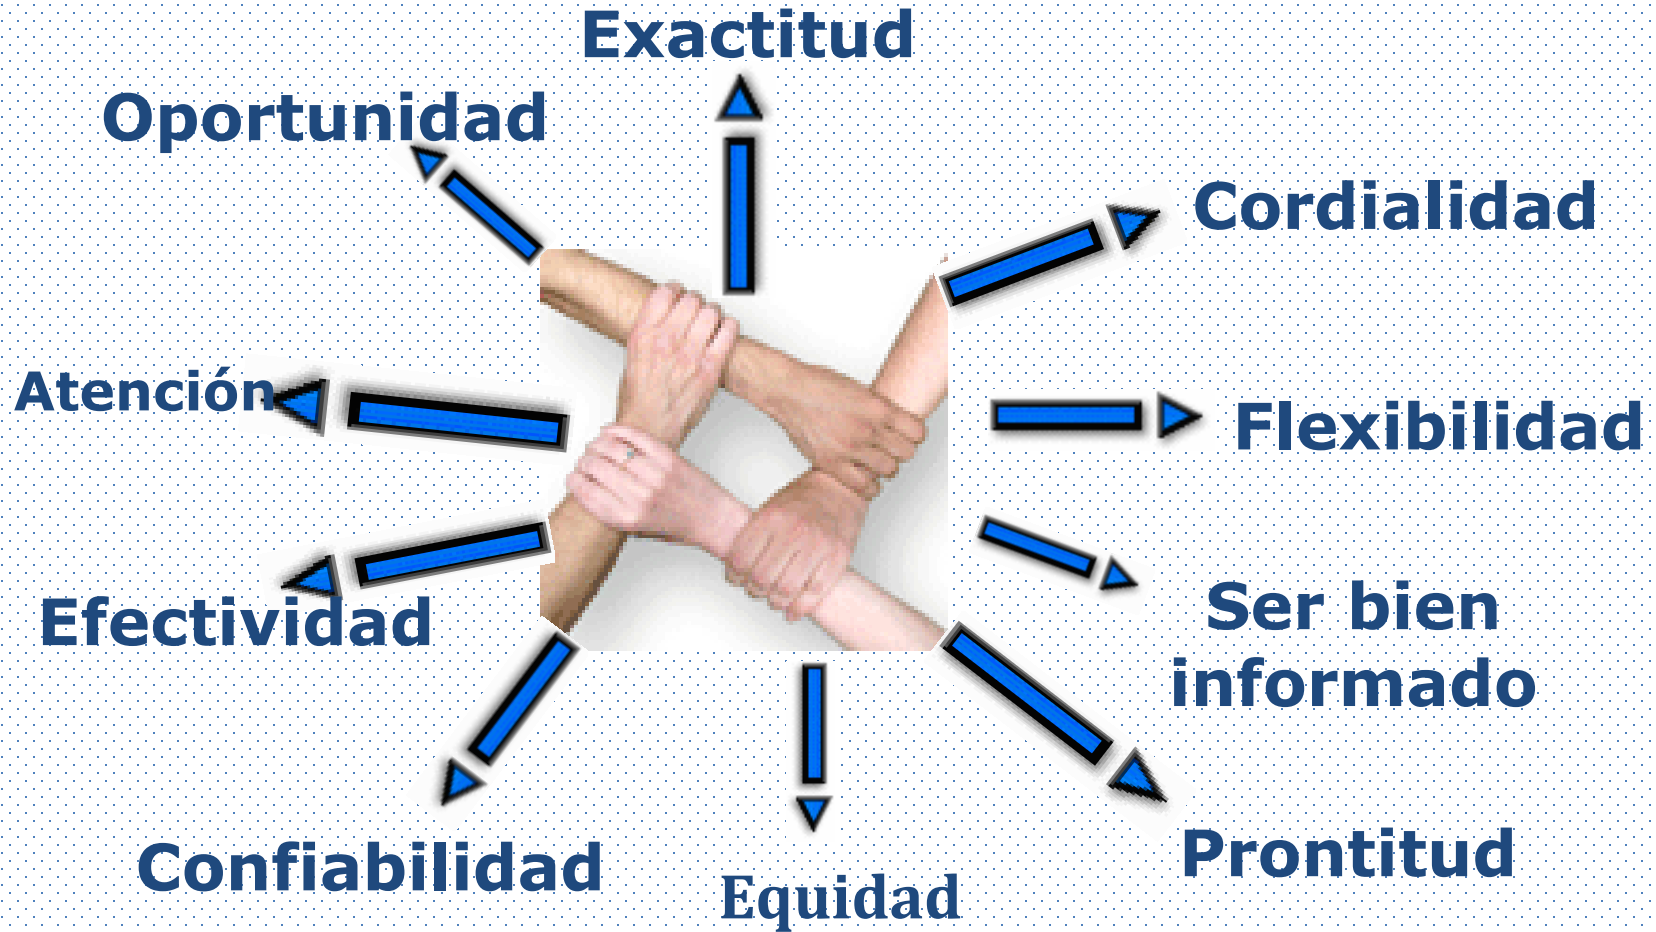 Exactitud
Oportunidad
Cordialidad
Atención
Flexibilidad
Efectividad
Ser bien
informado
Confiabilidad
Prontitud
Equidad